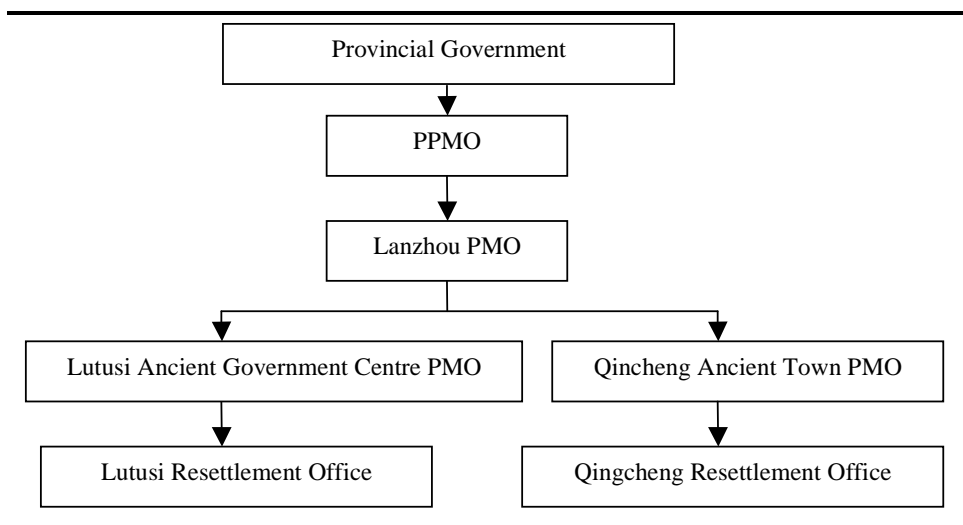 Provincial Government
PPMO
Lanzhou PMO
Lutusi Ancient Government Centre PMO
Qincheng Ancient Town PMO
Lutusi Resettlement Office
Qingcheng Resettlement Office